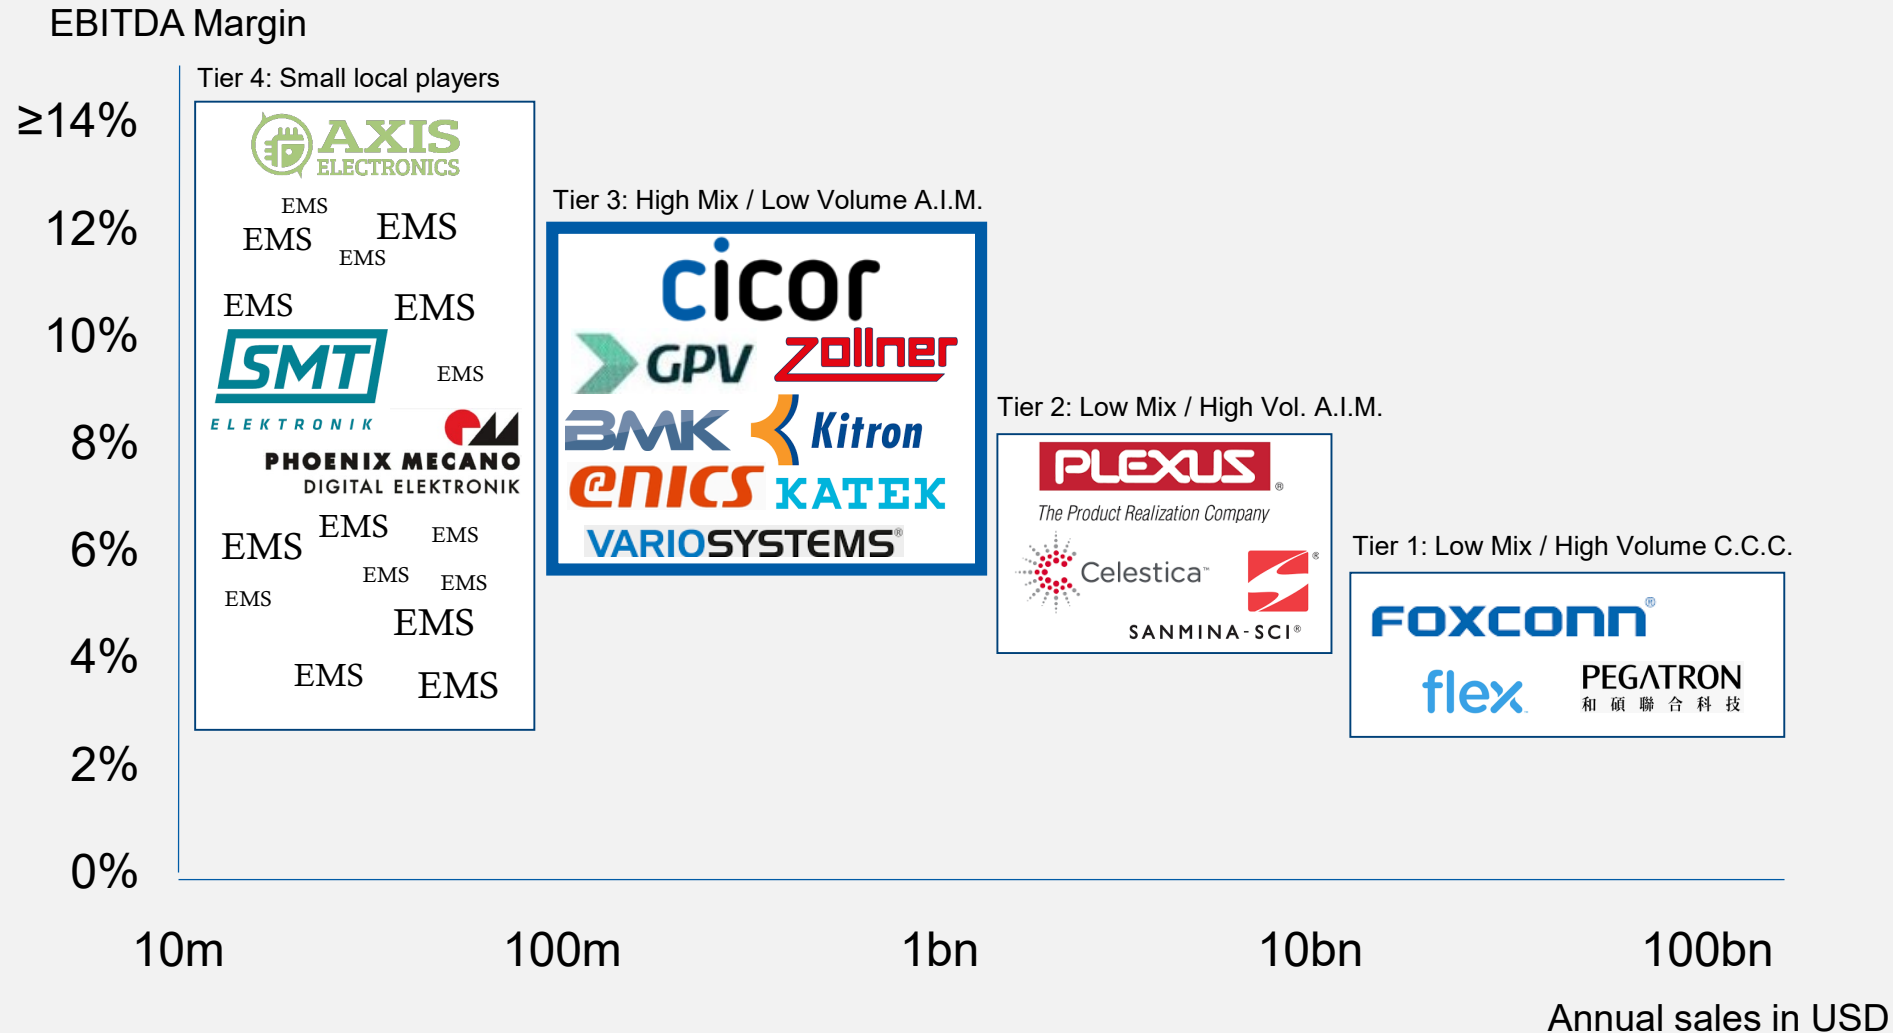 EBITDA Margin
≥14%
12%
10%
8%
6%
4%
2%
0%
Tier 4: Small local players
AXIS
ELECTRONICS
EMS
EMS
EMS
EMS
EMS
EMS
SMT
ELEKTRONIK
EMS
PHOENIX MECANO
DIGITAL ELEKTRONIK
EMS
EMS
EMS
EMS
EMS
EMS
EMS
EMS
EMS
Tier 3: High Mix / Low Volume A.I.M.
cicor
GPV
zollner
BMK
Kitron
enics
KATEK
VARIOSYSTEMS®
Tier 2: Low Mix / High Vol. A.I.M.
PLEXUS®
The Product Realization Company
Celestica™
®
SANMINA-SCI®
Tier 1: Low Mix / High Volume C.C.C.
FOXCONN®
flex
PEGATRON
和碩聯合科技
10m 100m 1bn 10bn 100bn
Annual sales in USD